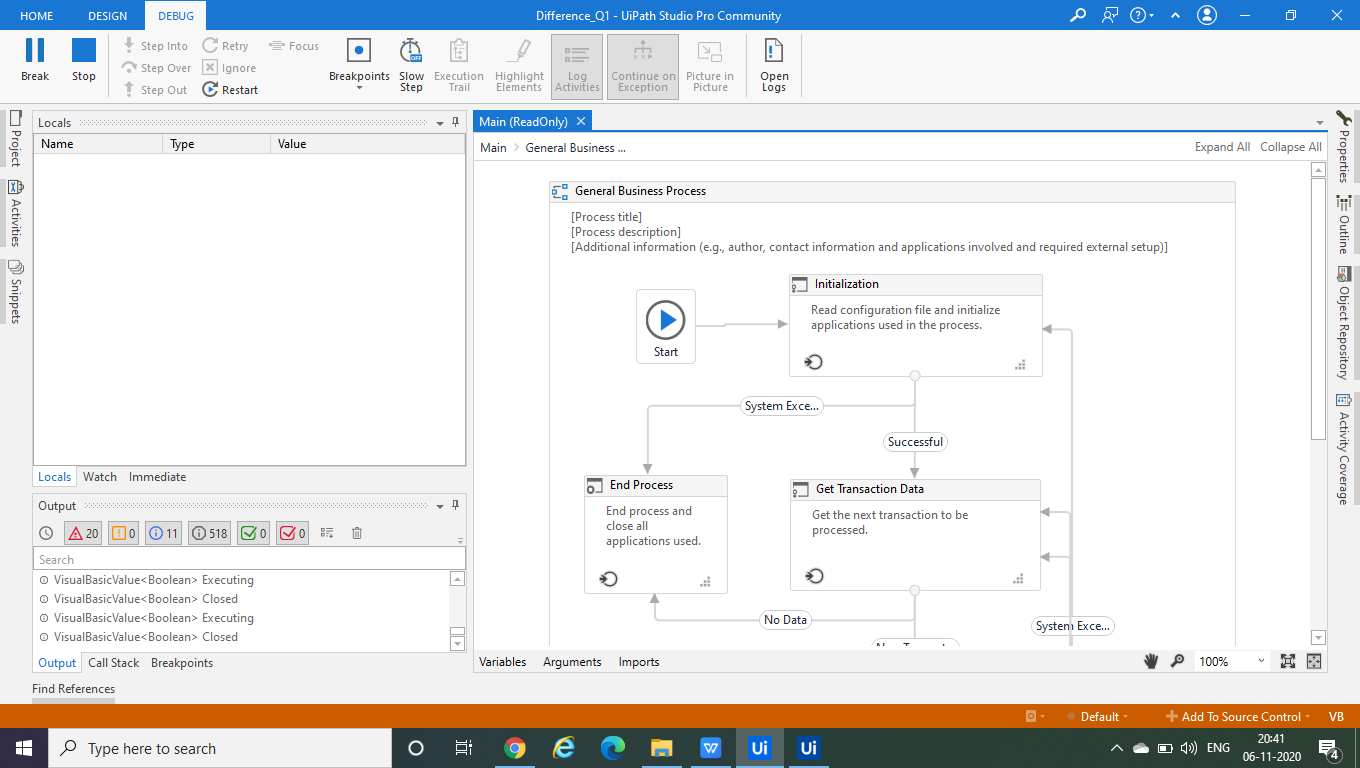 HOME DESIGN DEBUG Difference_Q1 - UiPath Studio Pro Community
Break
Stop
Step Into
Step Over
Step Out
Retry
Ignore
Restart
Focus
Breakpoints
Slow
Step
Execution
Trail
Highlight
Elements
Log
Activities
Continue on
Exception
Picture in
Picture
Open
Logs
Project
Activities
Snippets
Locals
Name Type Value
Locals Watch Immediate
Output
20 0 11 518 0 0
Search
VisualBasicValue<Boolean> Executing
VisualBasicValue<Boolean> Closed
VisualBasicValue<Boolean> Executing
VisualBasicValue<Boolean> Closed
Output Call Stack Breakpoints
Find References
Main (ReadOnly)
Main General Business ... Expand All Collapse All
General Business Process
[Process title]
[Process description]
[Additional information (e.g., author, contact information and applications involved and required external setup)]
Start
Initialization
Read configuration file and initialize
applications used in the process.
System Exce...
Successful
End Process
End process and
close all
applications used.
Get Transaction Data
Get the next transaction to be
processed.
No Data
System Exce...
Variables Arguments Imports 100%
Properties
Outline
Object Repository
Activity Coverage
Default Add To Source Control VB
Type here to search
Ui
Ui
ENG
20:41
06-11-2020
4